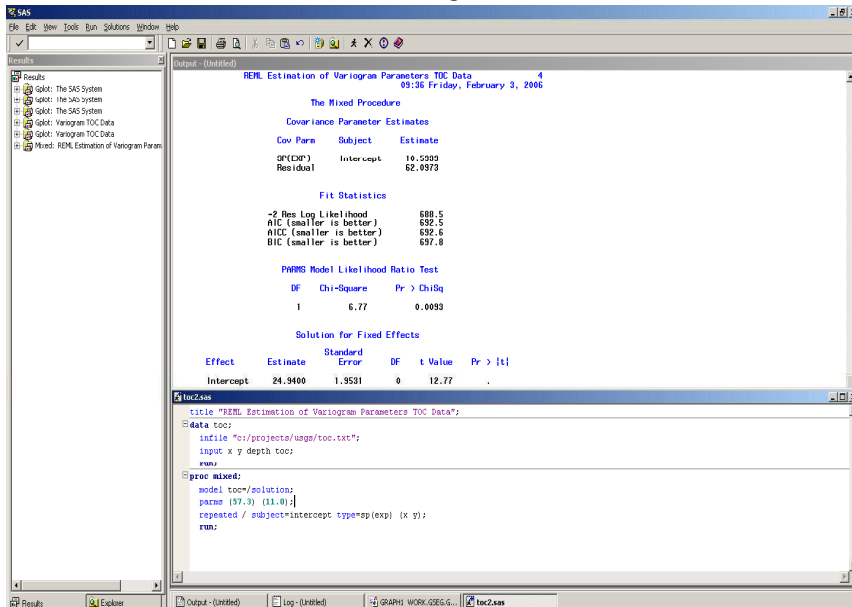 SAS
File Edit View Tools Run Solutions Window Help
Results
Results
Gplot: The SAS System
Gplot: The SAS System
Gplot: The SAS System
Gplot: Variogram TOC Data
Gplot: Variogram TOC Data
Mixed: REML Estimation of Variogram Param
Output - (Untitled)
REML Estimation of Variogram Parameters TOC Data 4
09:36 Friday, February 3, 2006
The Mixed Procedure
Covariance Parameter Estimates
Cov Parm Subject Estimate
SP(EXP) Intercept
Residual 62.0973
Fit Statistics
-2 Res Log Likelihood 688.5
AIC (smaller is better) 692.5
AICC (smaller is better) 692.6
BIC (smaller is better) 697.8
PARMS Model Likelihood Ratio Test
DF Chi-Square Pr > ChiSq
1 6.77 0.0093
Solution for Fixed Effects
Standard
Effect Estimate Error DF t Value Pr > |t|
Intercept 24.9400 1.9531 0 12.77 .
toc2.sas
title "REML Estimation of Variogram Parameters TOC Data";
data toc;
infile "c:/projects/usgs/toc.txt";
input x y depth toc;
run;
proc mixed;
model toc=/solution;
parms (57.3) (11.0);
repeated / subject=intercept type=sp(exp) (x y);
run;
Results Explorer Output - (Untitled) Log - (Untitled) GRAPH1 WORK.GSEG.G... toc2.sas